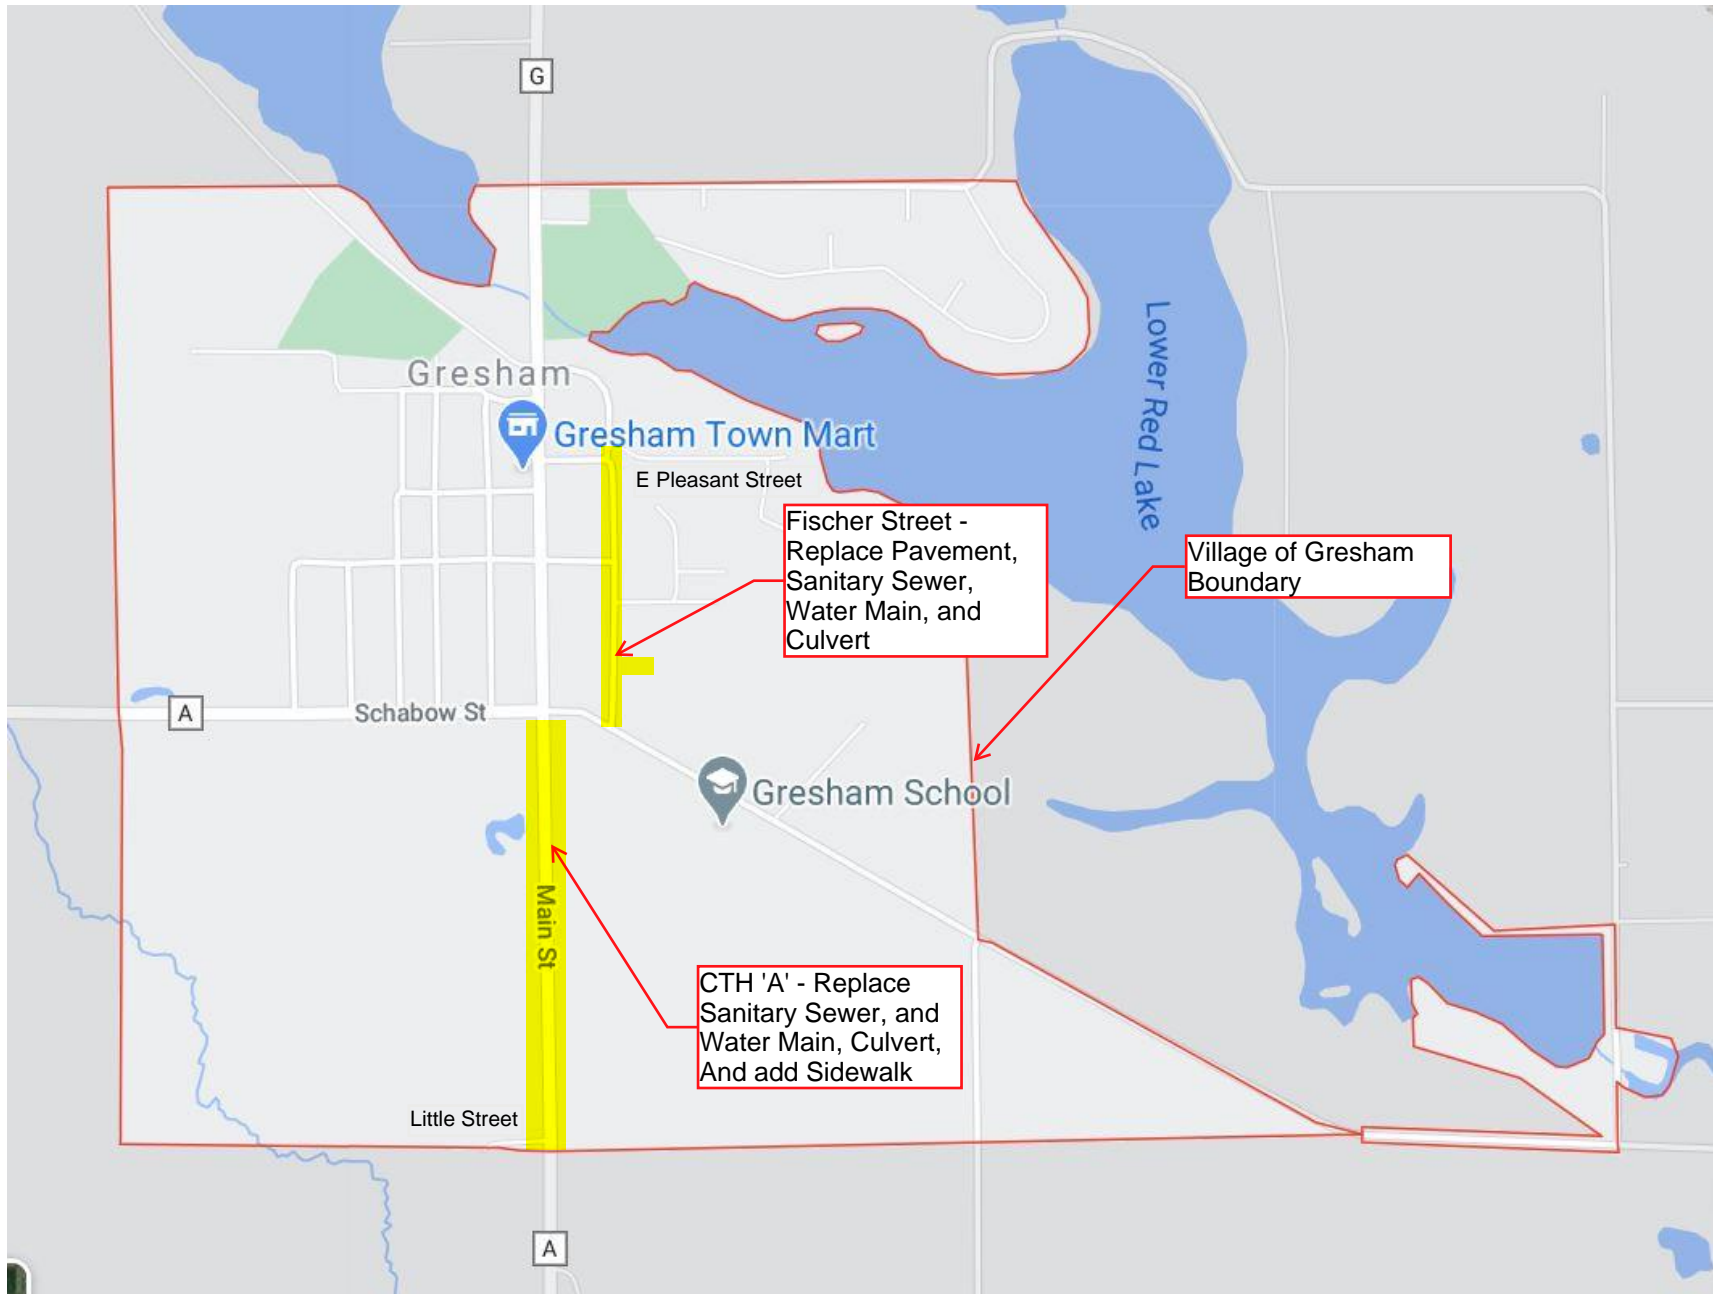 G
Gresham
Gresham Town Mart
E Pleasant Street
Lower Red Lake
Fischer Street -
Replace Pavement,
Sanitary Sewer,
Water Main, and
Culvert
Village of Gresham
Boundary
A
Schabow St
Gresham School
Main St
CTH 'A' - Replace
Sanitary Sewer, and
Water Main, Culvert,
And add Sidewalk
Little Street
A